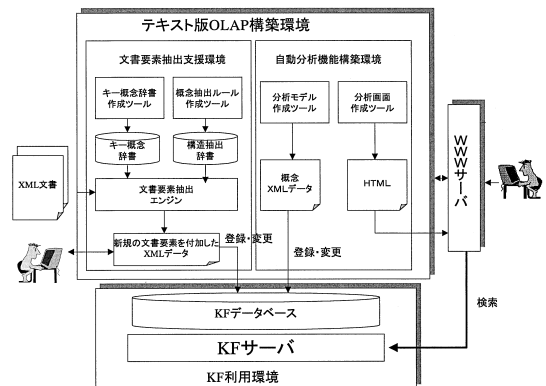 テキスト版OLAP構築環境
文書要素抽出支援環境
自動分析機能構築環境
キー概念辞書
作成ツール
概念抽出ルール
作成ツール
分析モデル
作成ツール
分析画面
作成ツール
キー概念
辞書
構造抽出
辞書
概念
XMLデータ
HTML
WWWサーバ
XML文書
文書要素抽出
エンジン
新規の文書要素を付加した
XMLデータ
登録・変更
登録・変更
検索
KFデータベース
KFサーバ
KF利用環境